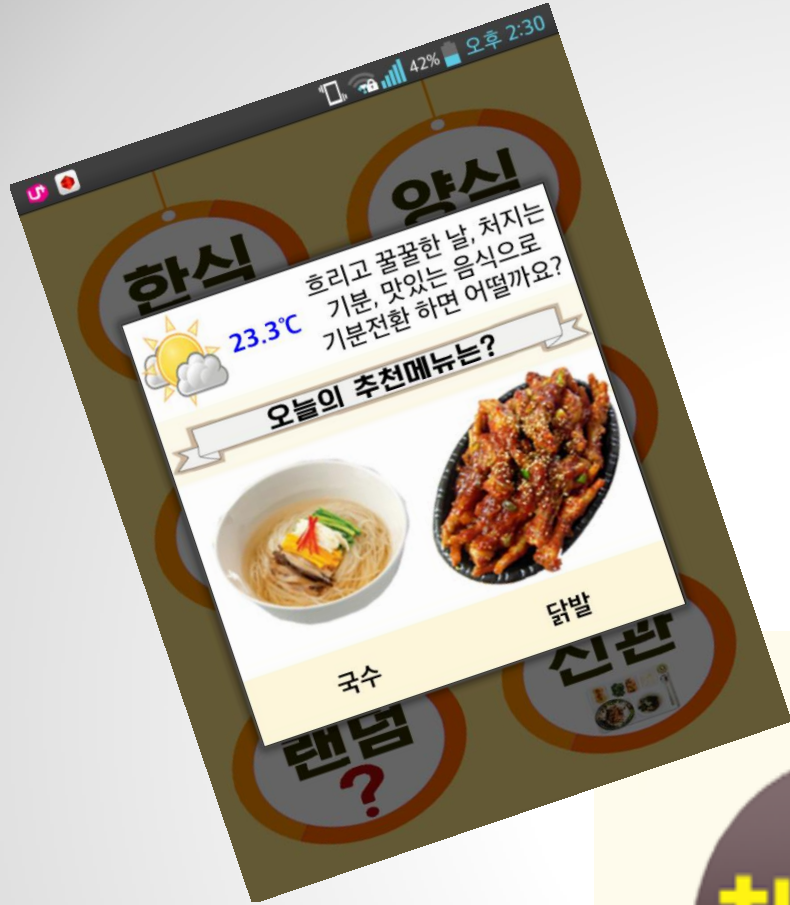 42% 오후 2:30
한식
양식
23.3℃
흐리고 꿀꿀한 날, 처지는
기분, 맛있는 음식으로
기분전환 하면 어떨까요?
오늘의 추천메뉴는?
국수
닭발
랜덤
?
신관